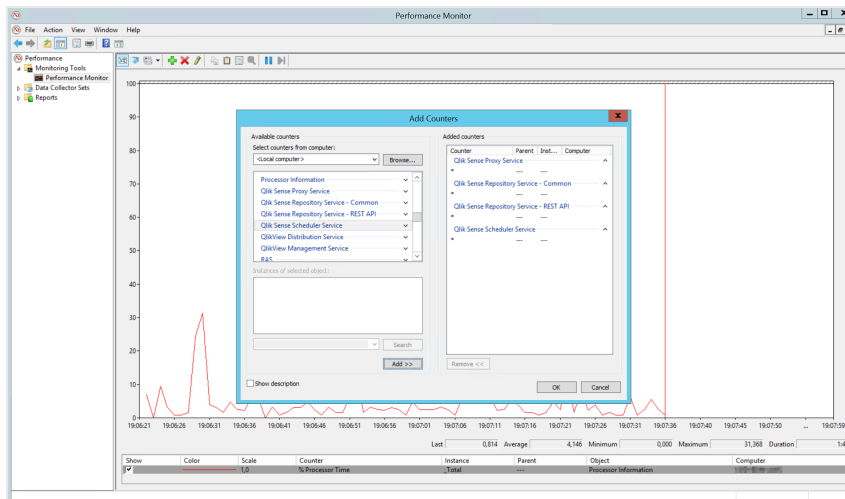 Performance Monitor
File Action View Window Help
Performance
Monitoring Tools
Performance Monitor
Data Collector Sets
Reports
Add Counters
Available counters
Select counters from computer:
<Local computer>
Browse...
Processor Information
Qlik Sense Proxy Service
Qlik Sense Repository Service - Common
Qlik Sense Repository Service - REST API
Qlik Sense Scheduler Service
QlikView Distribution Service
QlikView Management Service
RAS
Instances of selected object:
Search
Add >>
Show description
Added counters
Counter Parent Inst... Computer
Qlik Sense Proxy Service
* --- ---
Qlik Sense Repository Service - Common
* --- ---
Qlik Sense Repository Service - REST API
* --- ---
Qlik Sense Scheduler Service
* --- ---
Remove <<
OK Cancel
100
90
80
70
60
50
40
30
20
10
0
19:06:21 19:06:26 19:06:31 19:06:36 19:06:41 19:06:46 19:06:51 19:06:56 19:07:01 19:07:06 19:07:11 19:07:16 19:07:21 19:07:26 19:07:31 19:07:36 19:07:40 19:07:45 19:07:50 ... 19:07:59
Last 0,814 Average 4,146 Minimum 0,000 Maximum 31,368 Duration
Show Color Scale Counter Instance Parent Object Computer
1,0 % Processor Time _Total --- Processor Information